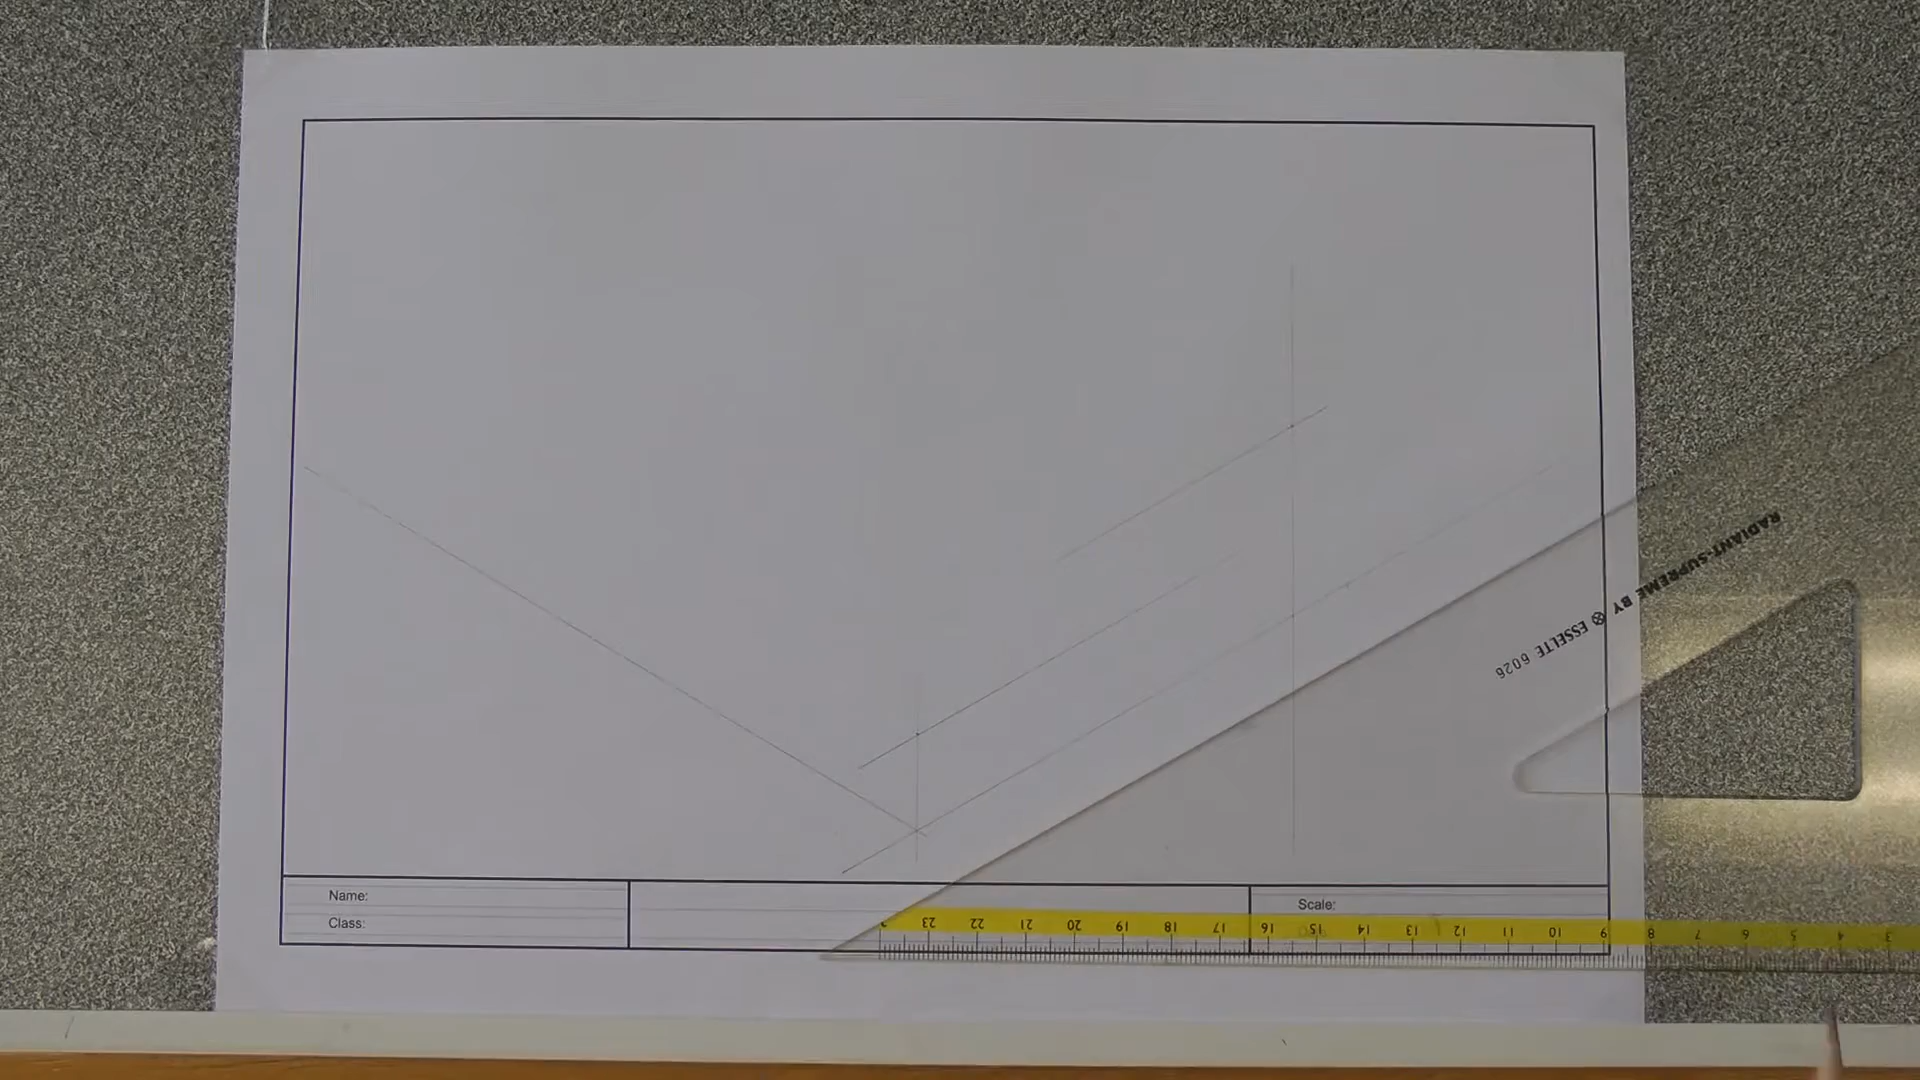 RADIANT-SUPREME BY ⊗ ESSELTE 6026
Name:
Class:
Scale:
23 22 21 20 19 18 17 16 15 14 13 12 11 10 9 8 7 6 5 4 3